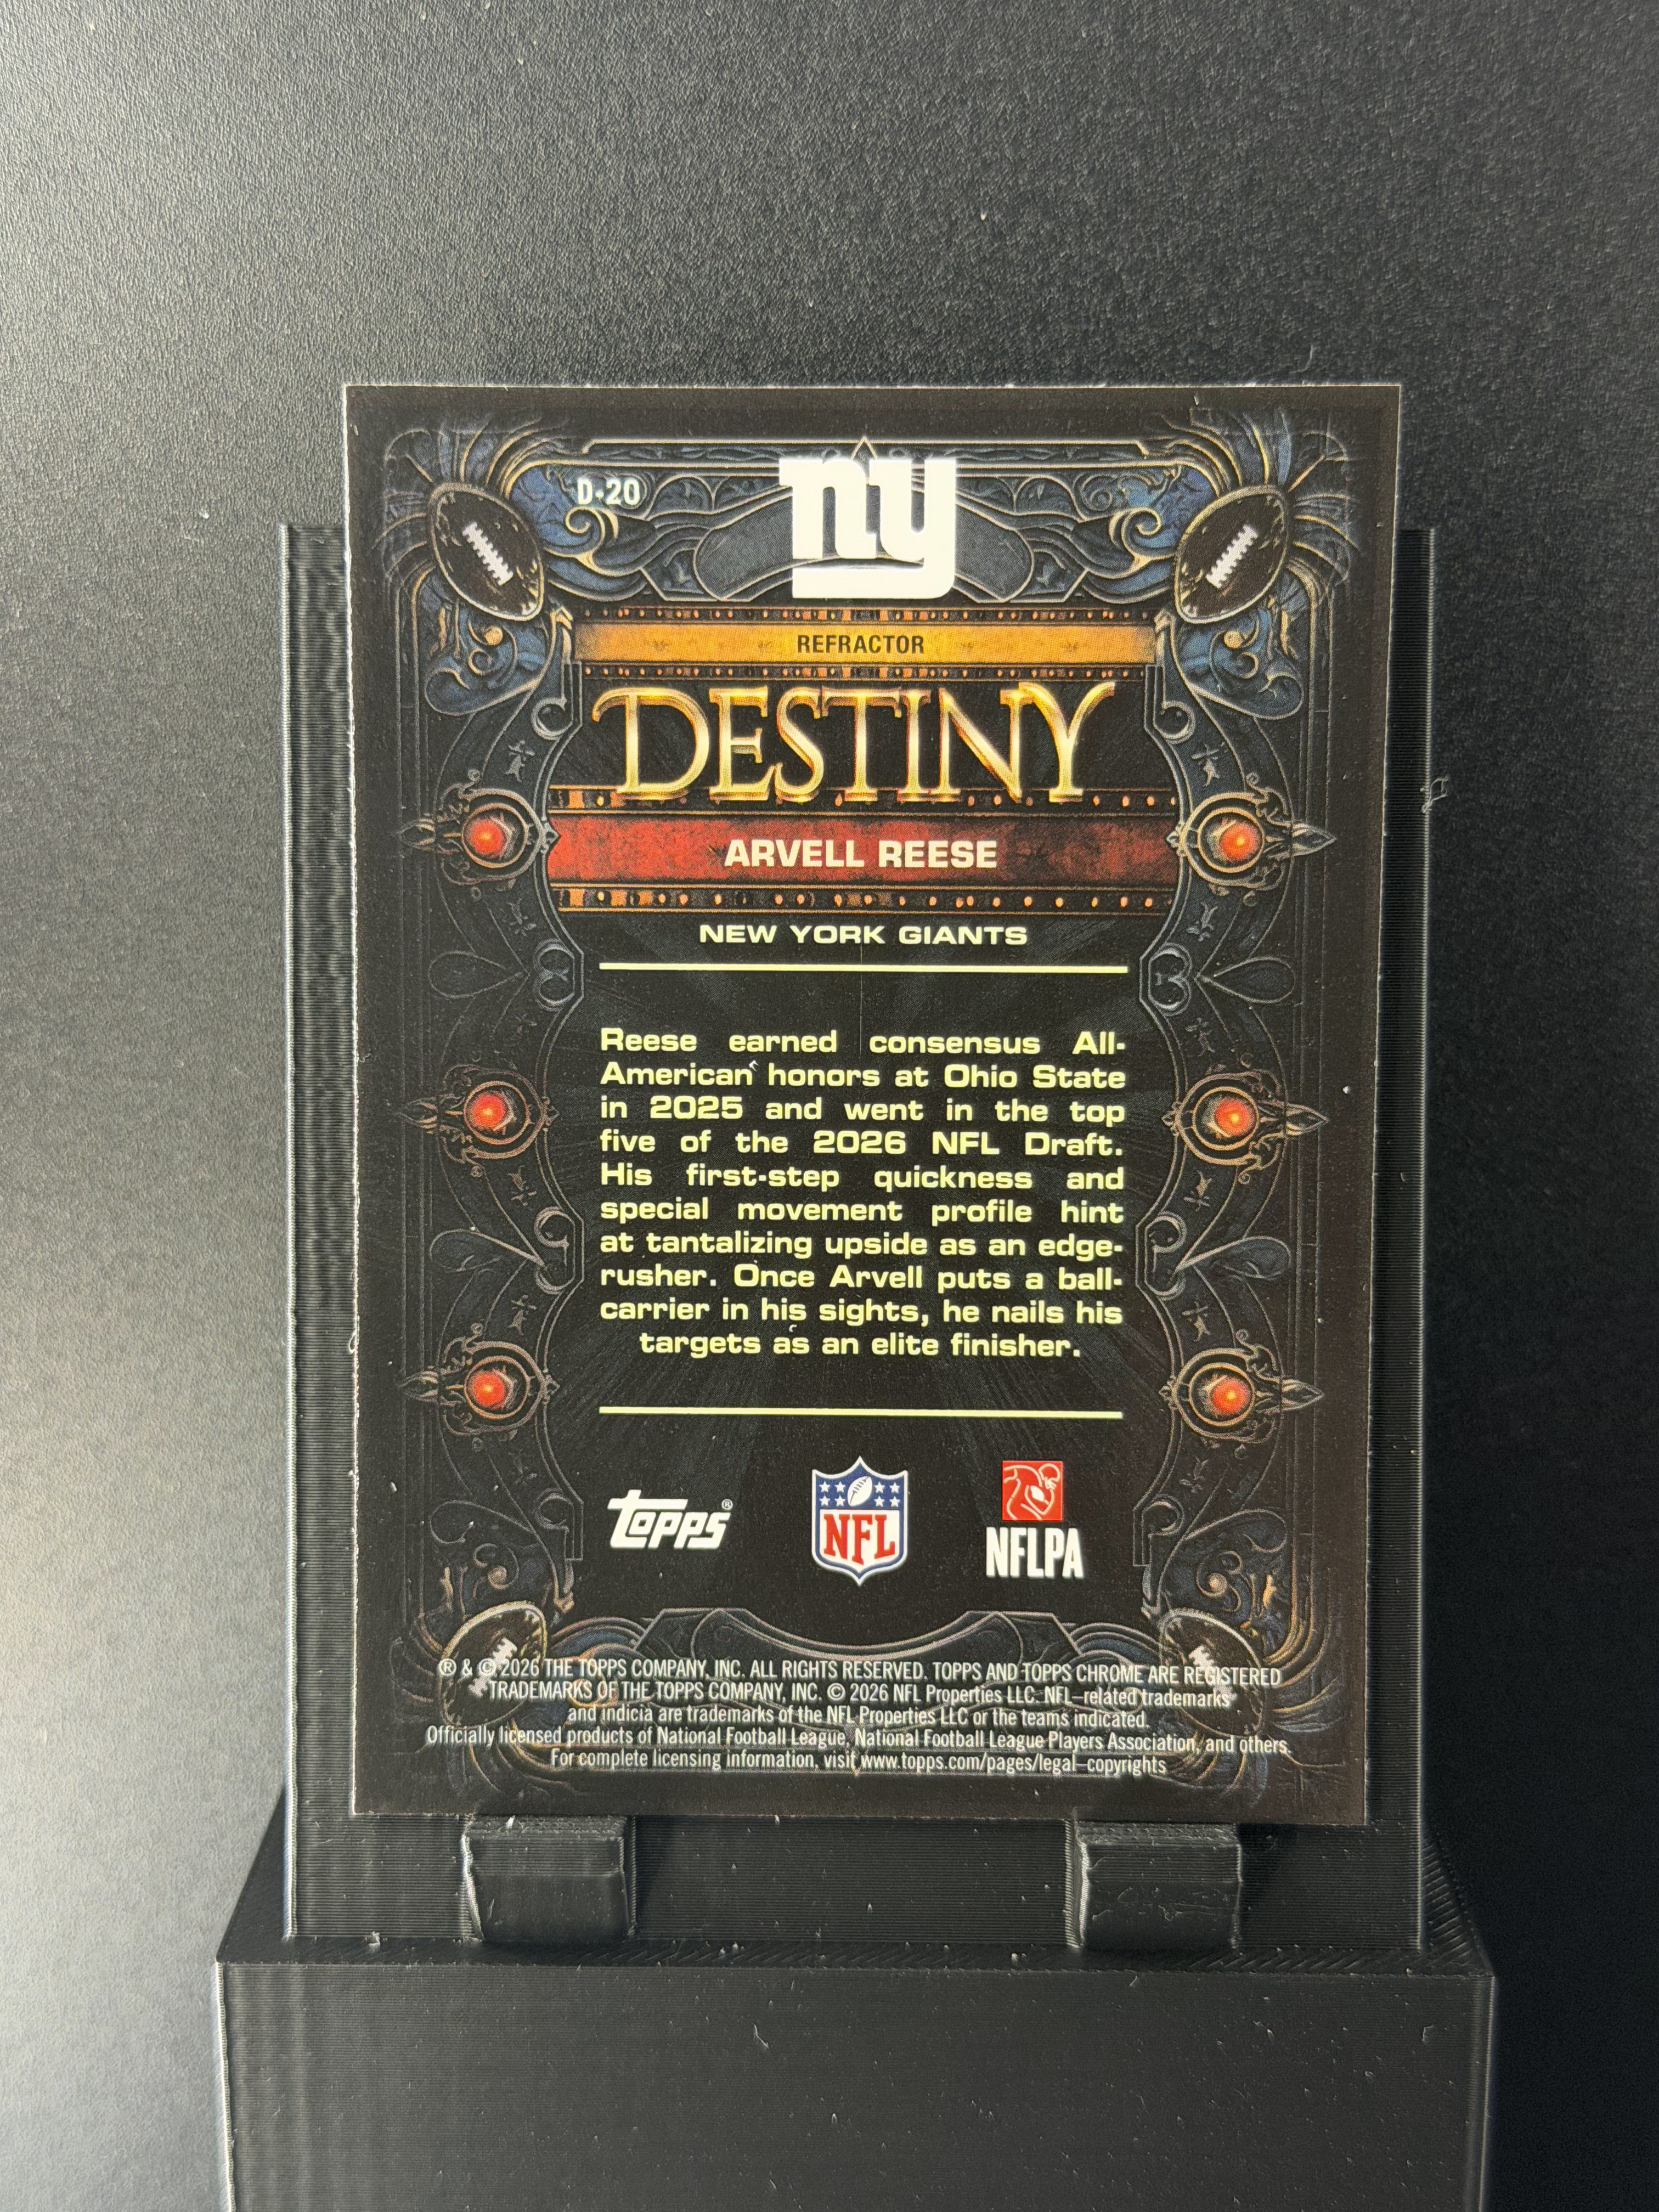 D-20
ny
REFRACTOR
DESTINY
ARVELL REESE
NEW YORK GIANTS
Reese earned consensus All-
American honors at Ohio State
in 2025 and went in the top
five of the 2026 NFL Draft.
His first-step quickness and
special movement profile hint
at tantalizing upside as an edge-
rusher. Once Arvell puts a ball-
carrier in his sights, he nails his
targets as an elite finisher.
topps®
NFL
NFLPA
® & © 2026 THE TOPPS COMPANY, INC. ALL RIGHTS RESERVED. TOPPS AND TOPPS CHROME ARE REGISTERED
TRADEMARKS OF THE TOPPS COMPANY, INC. © 2026 NFL Properties LLC. NFL-related trademarks
and indicia are trademarks of the NFL Properties LLC or the teams indicated.
Officially licensed products of National Football League, National Football League Players Association, and others.
For complete licensing information, visit www.topps.com/pages/legal-copyrights